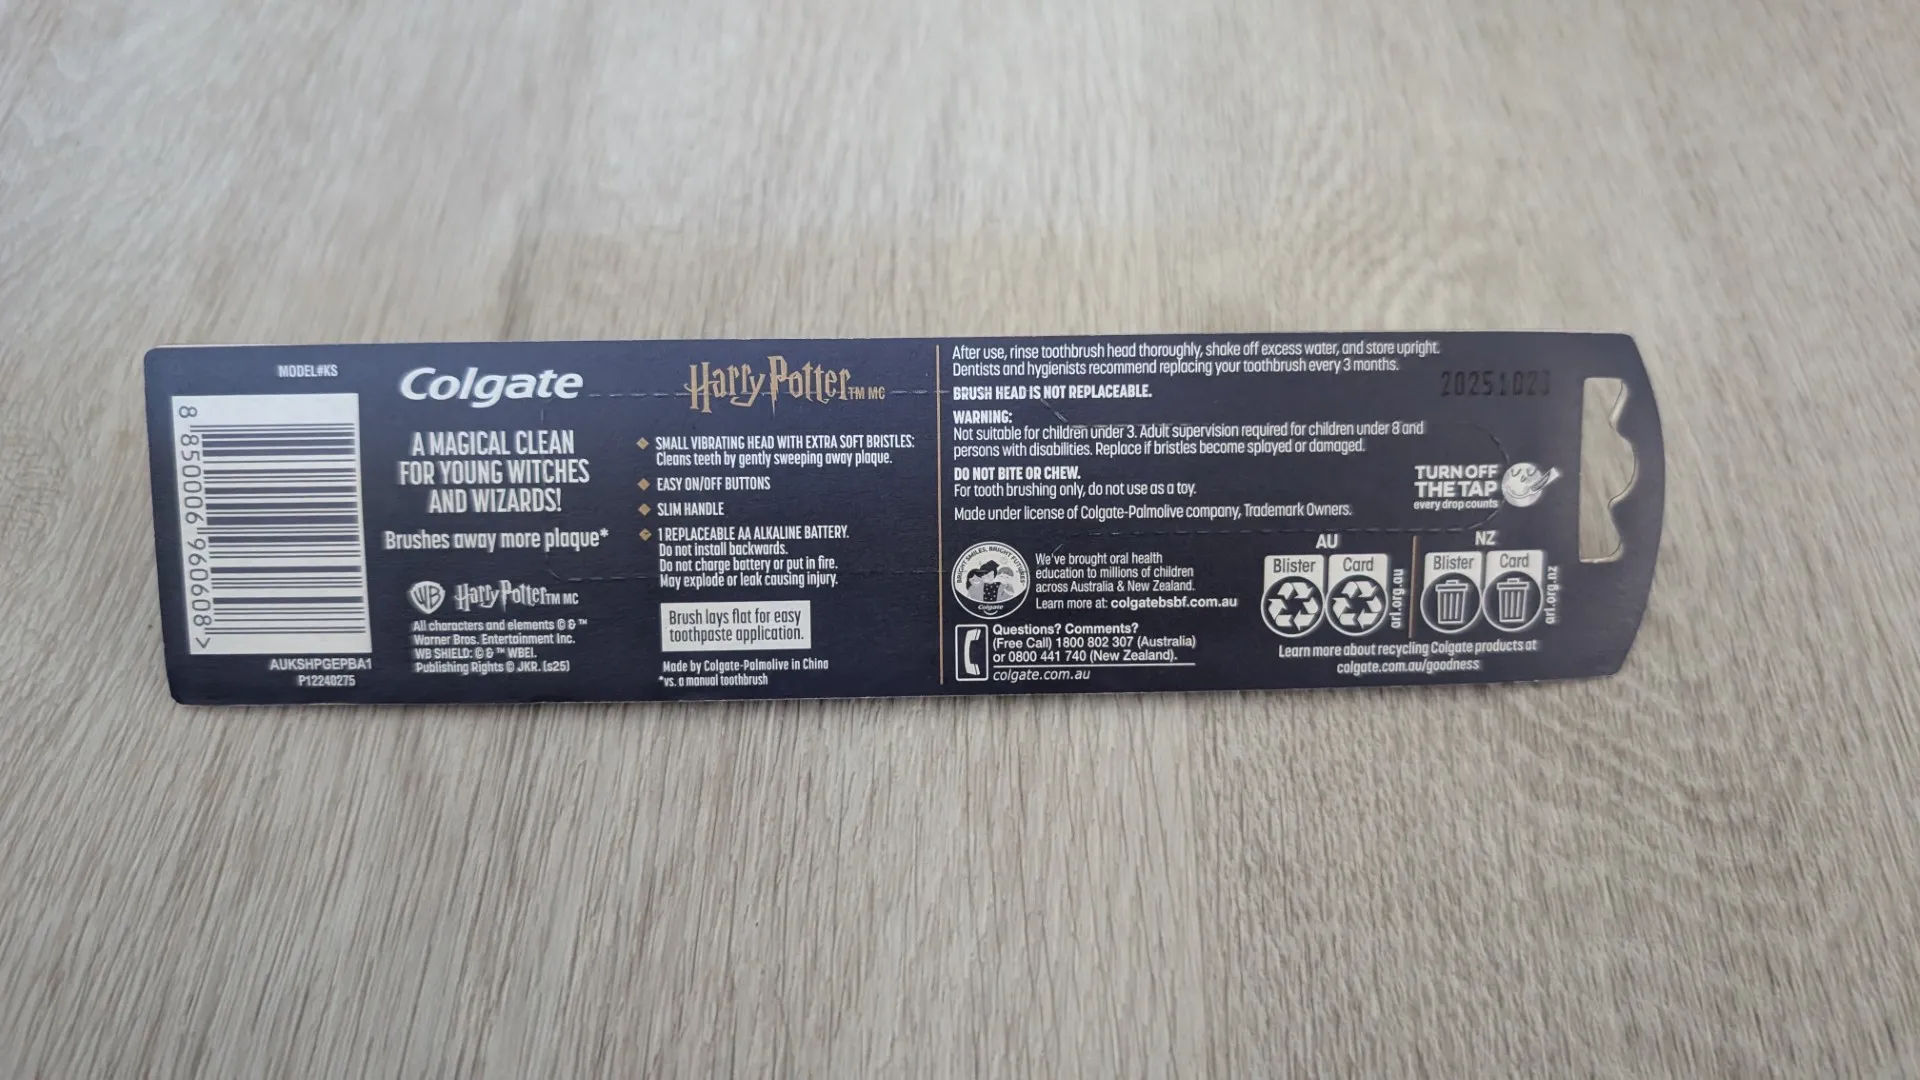 MODEL#KS
8 850006 960608 >
AUKSHPGEPBA1
P12240275
Colgate
A MAGICAL CLEAN
FOR YOUNG WITCHES
AND WIZARDS!
Brushes away more plaque*
WB Harry Potter TM MC
All characters and elements © & ™
Warner Bros. Entertainment Inc.
WB SHIELD: © & ™ WBEI.
Publishing Rights © JKR. (s25)
Harry Potter TM MC
SMALL VIBRATING HEAD WITH EXTRA SOFT BRISTLES:
Cleans teeth by gently sweeping away plaque.
EASY ON/OFF BUTTONS
SLIM HANDLE
1 REPLACEABLE AA ALKALINE BATTERY.
Do not install backwards.
Do not charge battery or put in fire.
May explode or leak causing injury.
Brush lays flat for easy
toothpaste application.
Made by Colgate-Palmolive in China
*vs. a manual toothbrush
After use, rinse toothbrush head thoroughly, shake off excess water, and store upright.
Dentists and hygienists recommend replacing your toothbrush every 3 months.
BRUSH HEAD IS NOT REPLACEABLE.
WARNING:
Not suitable for children under 3. Adult supervision required for children under 8 and
persons with disabilities. Replace if bristles become splayed or damaged.
DO NOT BITE OR CHEW.
For tooth brushing only, do not use as a toy.
Made under license of Colgate-Palmolive company, Trademark Owners.
BRIGHT SMILES, BRIGHT FUTURES
Colgate
We've brought oral health
education to millions of children
across Australia & New Zealand.
Learn more at: colgatebsbf.com.au
Questions? Comments?
(Free Call) 1800 802 307 (Australia)
or 0800 441 740 (New Zealand).
colgate.com.au
TURN OFF
THE TAP
every drop counts
AU
Blister Card
arl.org.au
NZ
Blister Card
arl.org.nz
Learn more about recycling Colgate products at
colgate.com.au/goodness